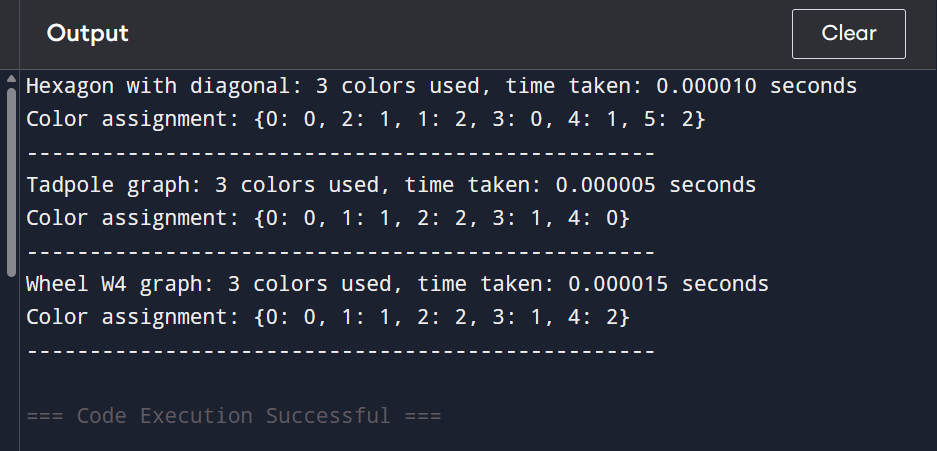 Output
Clear
Hexagon with diagonal: 3 colors used, time taken: 0.000010 seconds
Color assignment: {0: 0, 2: 1, 1: 2, 3: 0, 4: 1, 5: 2}
--------------------------------------------------
Tadpole graph: 3 colors used, time taken: 0.000005 seconds
Color assignment: {0: 0, 1: 1, 2: 2, 3: 1, 4: 0}
--------------------------------------------------
Wheel W4 graph: 3 colors used, time taken: 0.000015 seconds
Color assignment: {0: 0, 1: 1, 2: 2, 3: 1, 4: 2}
--------------------------------------------------
=== Code Execution Successful ===